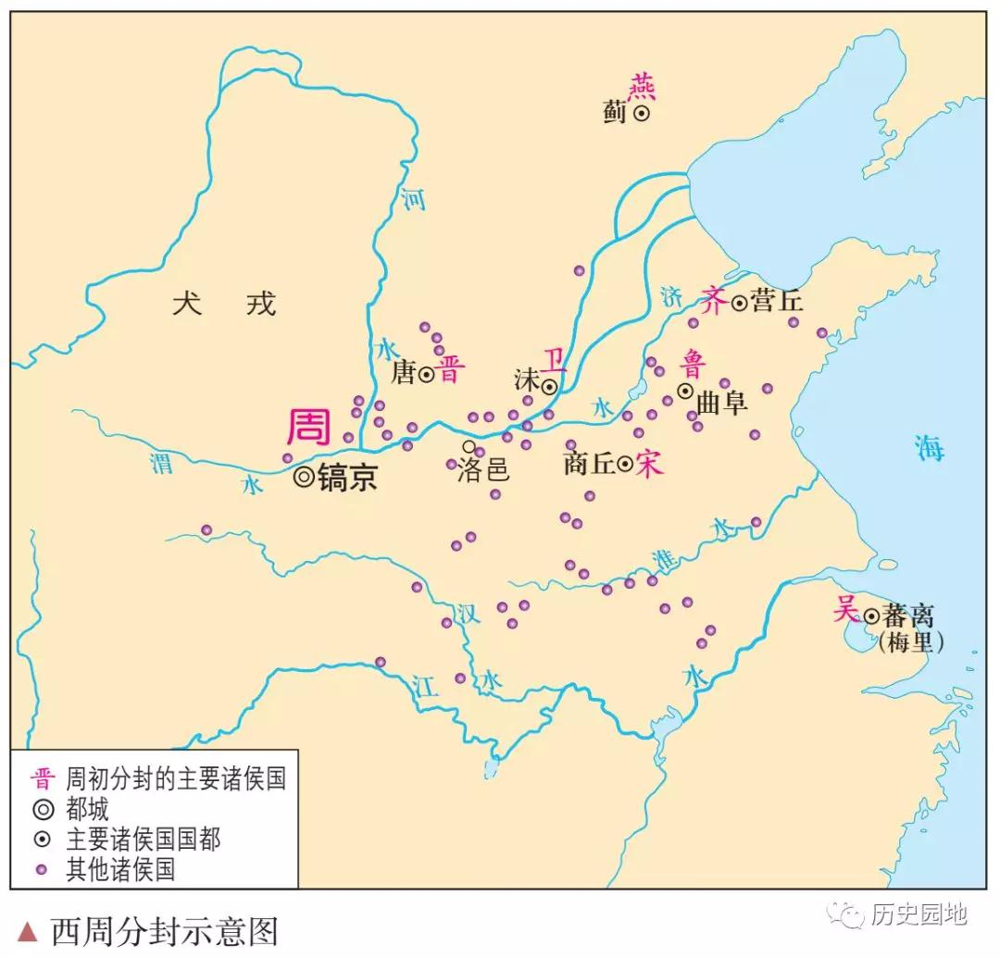 燕
蓟
河
水
犬 戎
济
水
齐
营丘
唐
晋
沬
卫
鲁
曲阜
周
镐京
渭
水
洛邑
商丘
宋
海
淮
水
汉
水
吴
蕃离
(梅里)
江
水
晋 周初分封的主要诸侯国
都城
主要诸侯国国都
其他诸侯国
▲ 西周分封示意图
历史园地